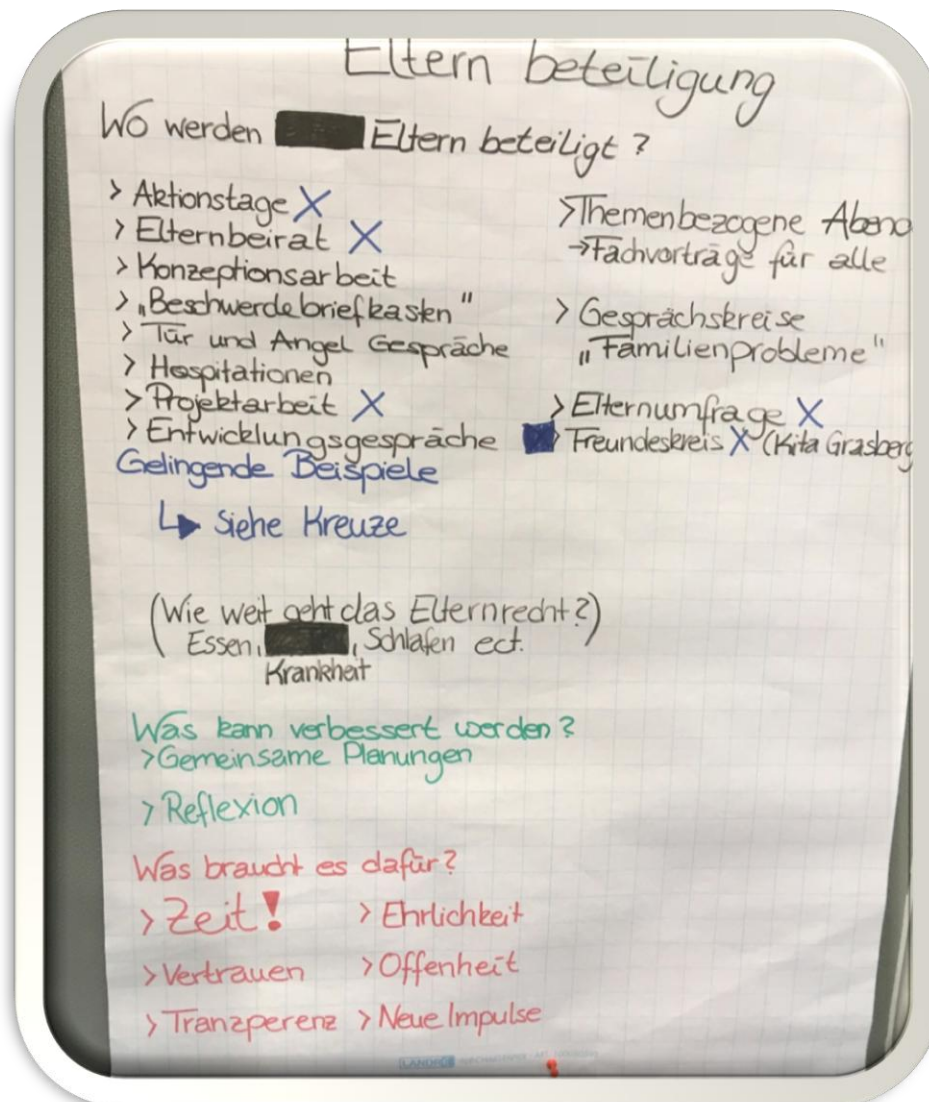 Eltern beteiligung
Wo werden Eltern beteiligt?
> Aktionstage X
> Elternbeirat X
> Konzeptionsarbeit
> „Beschwerdebriefkasten"
> Tür und Angel Gespräche
> Hospitationen
> Projektarbeit X
> Entwicklungsgespräche
Gelingende Beispiele
↳ Siehe Kreuze
> Themenbezogene Abend
→ Fachvorträge für alle
> Gesprächskreise
„Familienprobleme"
> Elternumfrage X
> Freundeskreis X (Kita Grasberg
(Wie weit geht das Elternrecht?)
Essen, , Schlafen ect.
Krankheit
Was kann verbessert werden?
> Gemeinsame Planungen
> Reflexion
Was braucht es dafür?
> Zeit!
> Ehrlichkeit
> Vertrauen
> Offenheit
> Tranzperenz
> Neue Impulse